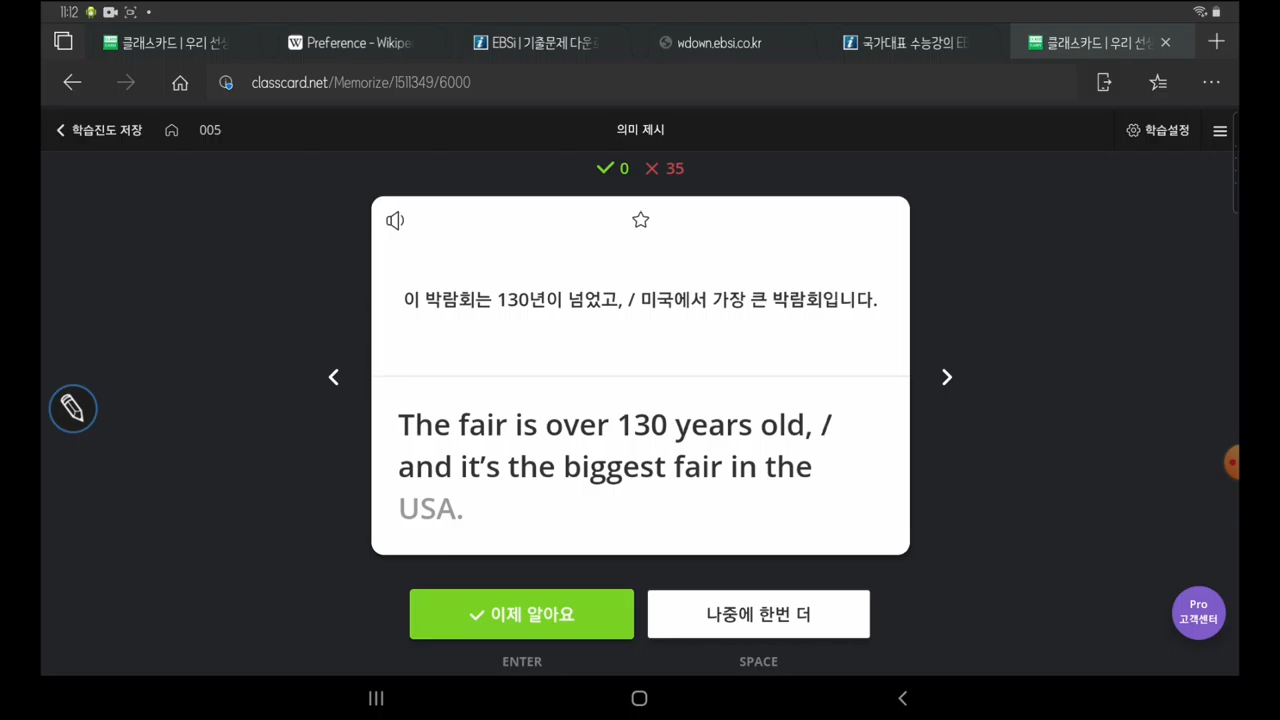 11:12
클래스카드 | 우리 선생
Preference - Wikipe
EBSi | 기출문제 다운로
wdown.ebsi.co.kr
국가대표 수능강의 EB
클래스카드 | 우리 선생
classcard.net/Memorize/1511349/6000
학습진도 저장
005
의미 제시
학습설정
0
35
이 박람회는 130년이 넘었고, / 미국에서 가장 큰 박람회입니다.
The fair is over 130 years old, /
and it’s the biggest fair in the
USA.
이제 알아요
나중에 한번 더
ENTER
SPACE
Pro
고객센터